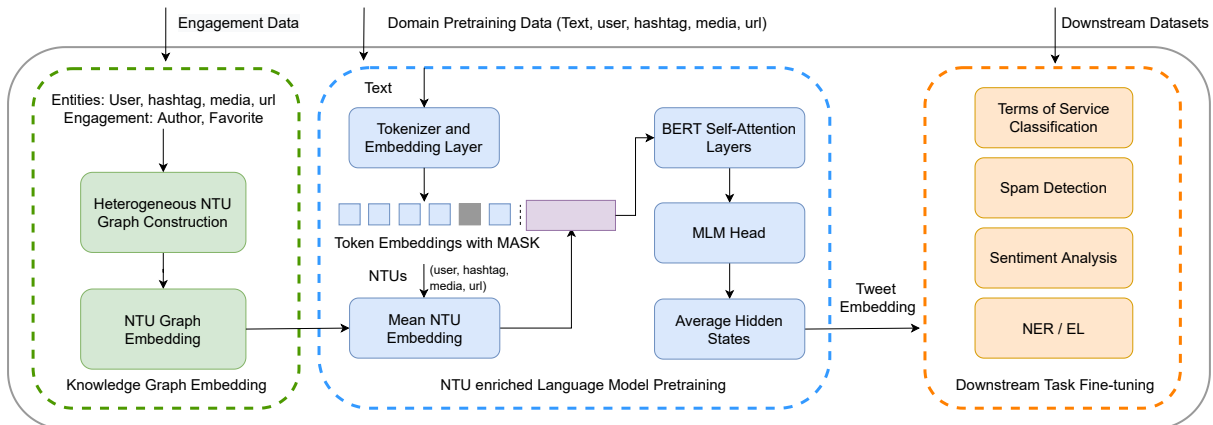 Engagement Data
Domain Pretraining Data (Text, user, hashtag, media, url)
Downstream Datasets
Entities: User, hashtag, media, url
Engagement: Author, Favorite
Heterogeneous NTU
Graph Construction
NTU Graph
Embedding
Knowledge Graph Embedding
Text
Tokenizer and
Embedding Layer
Token Embeddings with MASK
NTUs
(user, hashtag,
media, url)
Mean NTU
Embedding
BERT Self-Attention
Layers
MLM Head
Average Hidden
States
NTU enriched Language Model Pretraining
Tweet
Embedding
Terms of Service
Classification
Spam Detection
Sentiment Analysis
NER / EL
Downstream Task Fine-tuning